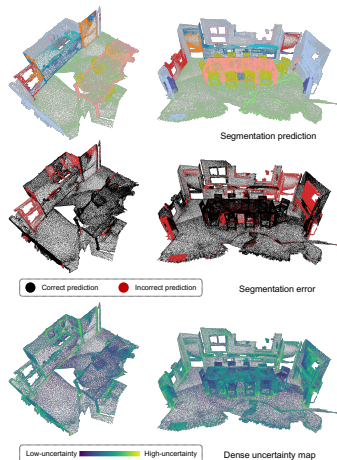 Segmentation prediction
Correct prediction Incorrect prediction
Segmentation error
Low-uncertainty High-uncertainty
Dense uncertainty map